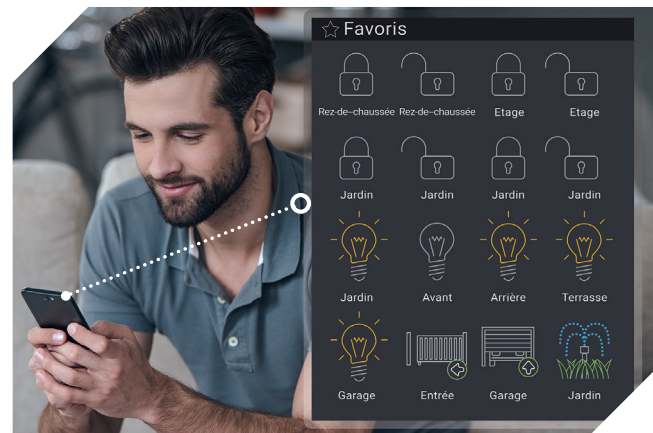 Favoris
Rez-de-chaussée Rez-de-chaussée Etage Etage
Jardin Jardin Jardin Jardin
Jardin Avant Arrière Terrasse
Garage Entrée Garage Jardin